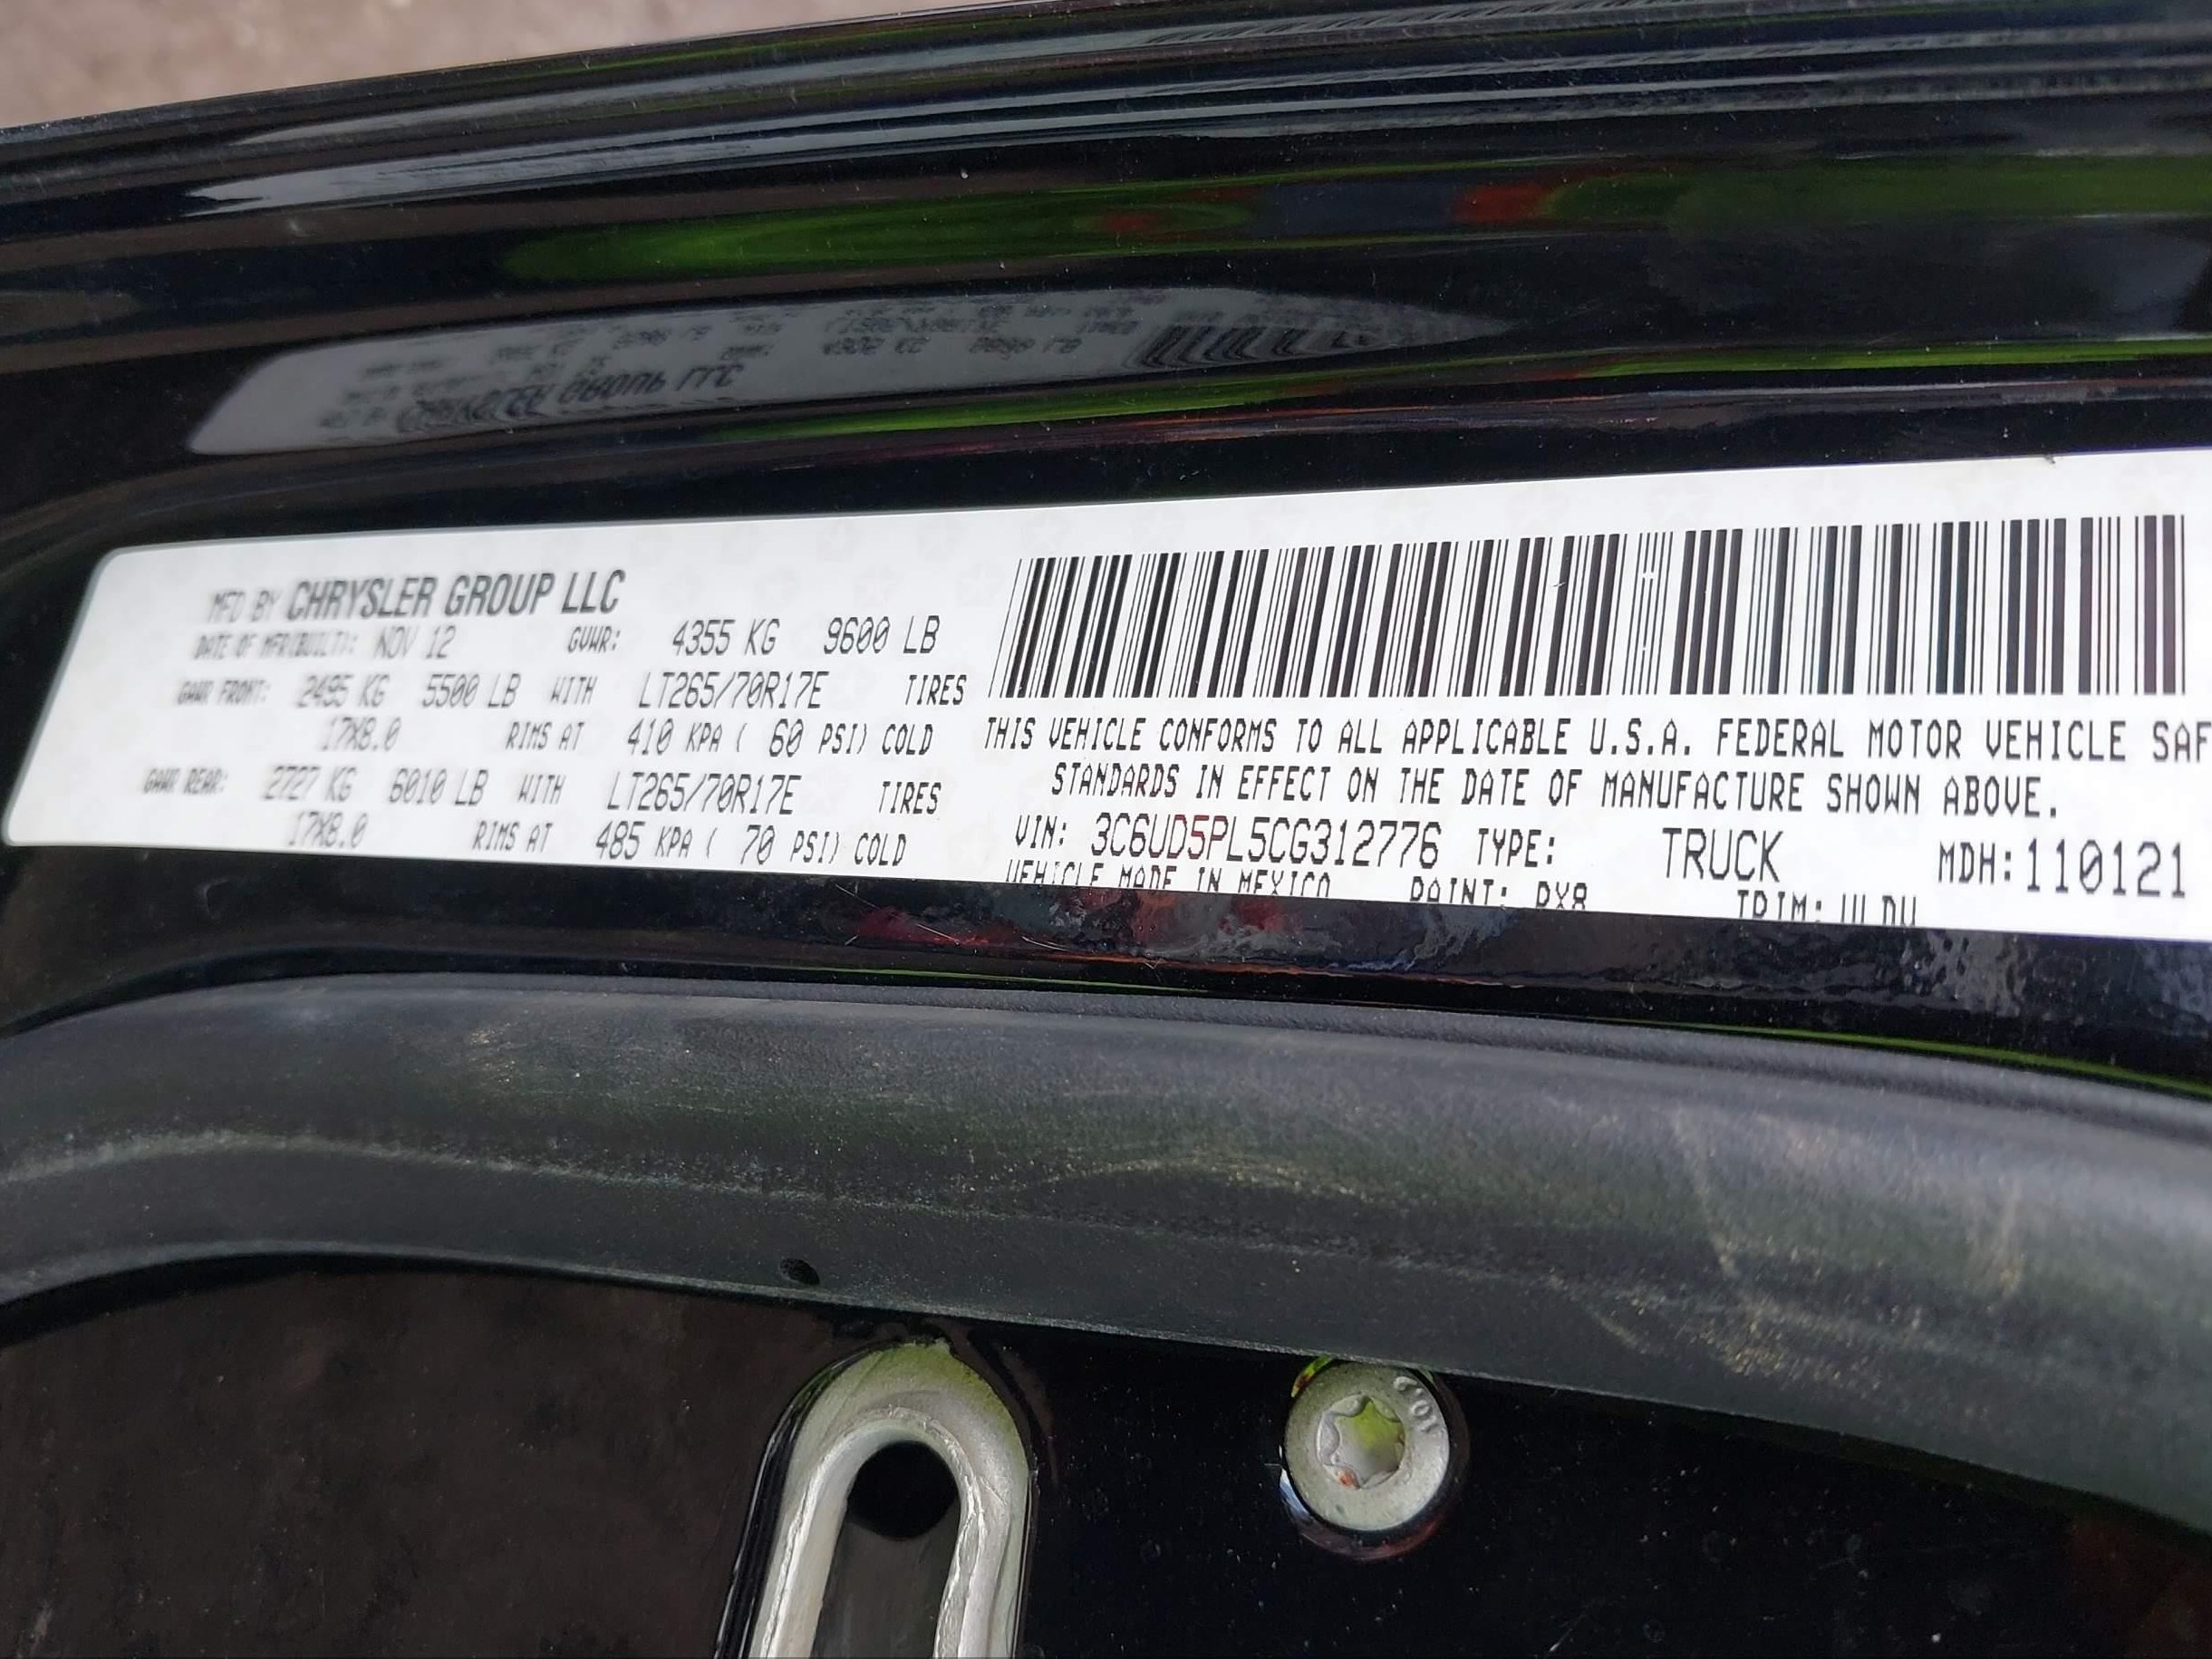 MFD BY CHRYSLER GROUP LLC
DATE OF MFR(BUILT): NOV 12 GVWR: 4355 KG 9600 LB
GAWR FRONT: 2495 KG 5500 LB WITH LT265/70R17E TIRES
17X8.0 RIMS AT 410 KPA ( 60 PSI) COLD
GAWR REAR: 2727 KG 6010 LB WITH LT265/70R17E TIRES
17X8.0 RIMS AT 485 KPA ( 70 PSI) COLD
THIS VEHICLE CONFORMS TO ALL APPLICABLE U.S.A. FEDERAL MOTOR VEHICLE SAF
STANDARDS IN EFFECT ON THE DATE OF MANUFACTURE SHOWN ABOVE.
VIN: 3C6UD5PL5CG312776 TYPE: TRUCK MDH: 110121
VEHICLE MADE IN MEXICO PAINT: PX8 TRIM:
10.9